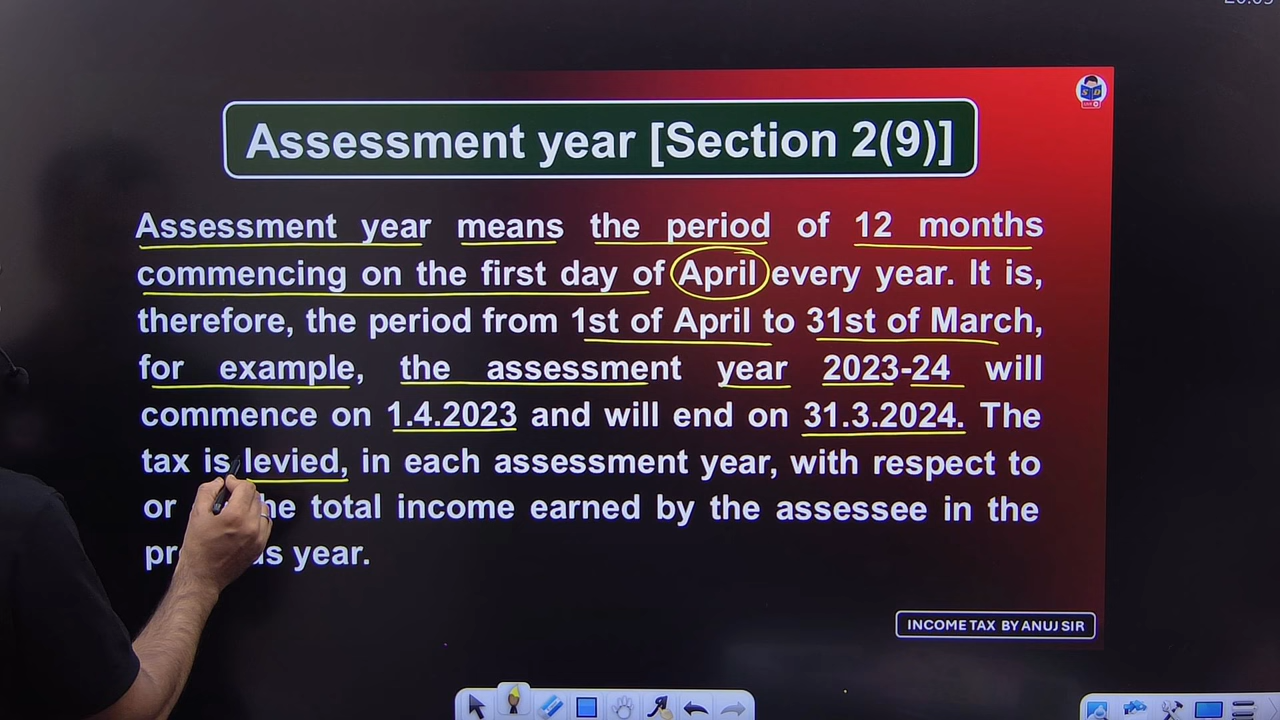 Assessment year [Section 2(9)]
Assessment year means the period of 12 months
commencing on the first day of April every year. It is,
therefore, the period from 1st of April to 31st of March,
for example, the assessment year 2023-24 will
commence on 1.4.2023 and will end on 31.3.2024. The
tax is levied, in each assessment year, with respect to
or the total income earned by the assessee in the
year.
INCOME TAX BY ANUJ SIR